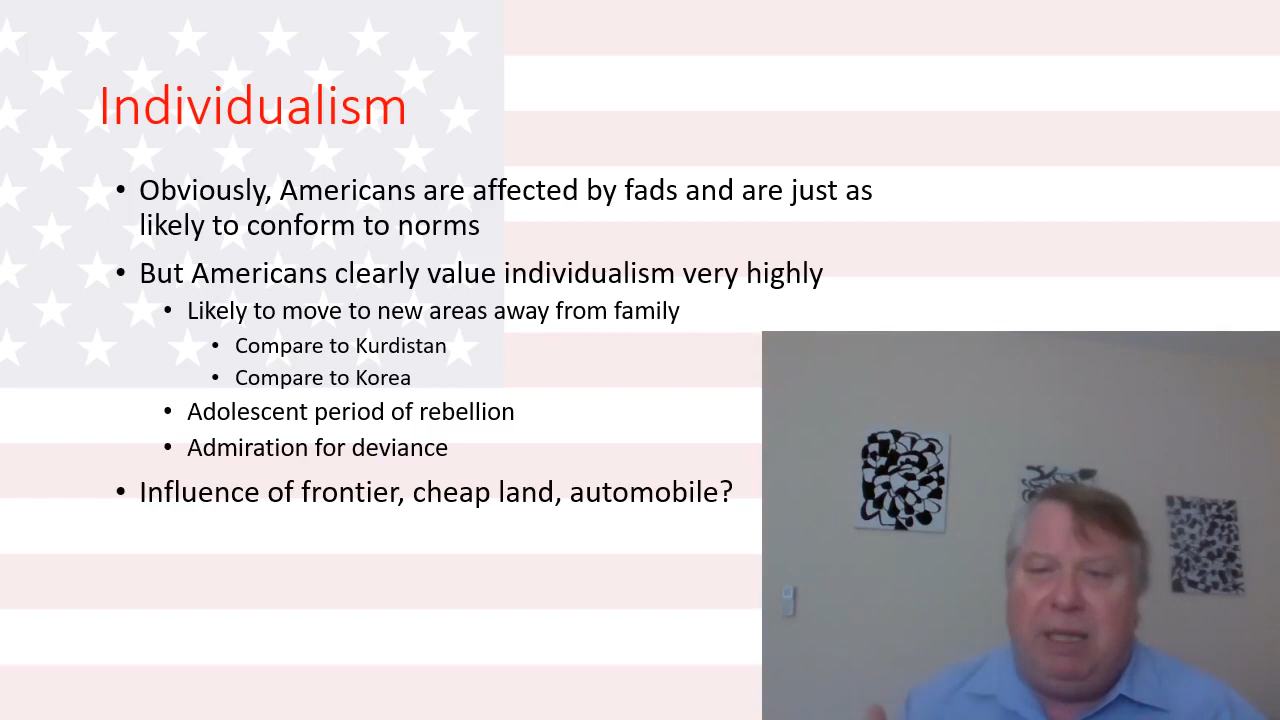 Individualism
• Obviously, Americans are affected by fads and are just as
likely to conform to norms
• But Americans clearly value individualism very highly
• Likely to move to new areas away from family
• Compare to Kurdistan
• Compare to Korea
• Adolescent period of rebellion
• Admiration for deviance
• Influence of frontier, cheap land, automobile?